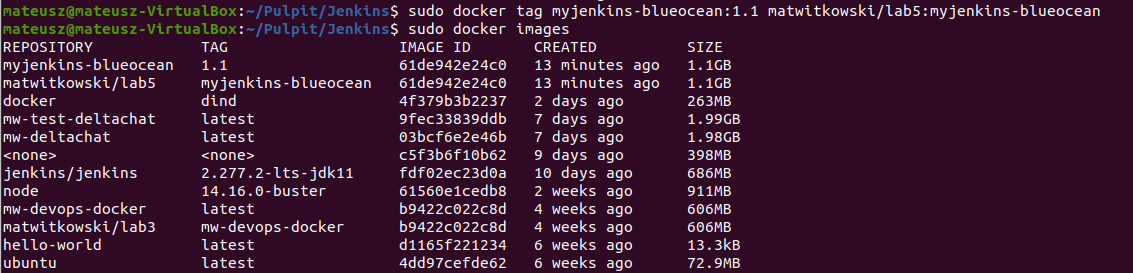 mateusz@mateusz-VirtualBox:~/Pulpit/Jenkins$ sudo docker tag myjenkins-blueocean:1.1 matwitkowski/lab5:myjenkins-blueocean
mateusz@mateusz-VirtualBox:~/Pulpit/Jenkins$ sudo docker images
REPOSITORY TAG IMAGE ID CREATED SIZE
myjenkins-blueocean 1.1 61de942e24c0 13 minutes ago 1.1GB
matwitkowski/lab5 myjenkins-blueocean 61de942e24c0 13 minutes ago 1.1GB
docker dind 4f379b3b2237 2 days ago 263MB
mw-test-deltachat latest 9fec33839ddb 7 days ago 1.99GB
mw-deltachat latest 03bcf6e2e46b 7 days ago 1.98GB
<none> <none> c5f3b6f10b62 9 days ago 398MB
jenkins/jenkins 2.277.2-lts-jdk11 fdf02ec23d0a 10 days ago 686MB
node 14.16.0-buster 61560e1cedb8 2 weeks ago 911MB
mw-devops-docker latest b9422c022c8d 4 weeks ago 606MB
matwitkowski/lab3 mw-devops-docker b9422c022c8d 4 weeks ago 606MB
hello-world latest d1165f221234 6 weeks ago 13.3kB
ubuntu latest 4dd97cefde62 6 weeks ago 72.9MB